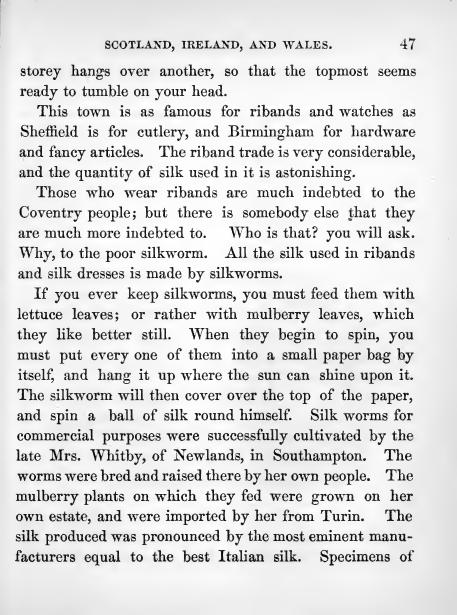 SCOTLAND, IRELAND, AND WALES. 47
storey hangs over another, so that the topmost seems
ready to tumble on your head.
This town is as famous for ribands and watches as
Sheffield is for cutlery, and Birmingham for hardware
and fancy articles. The riband trade is very considerable,
and the quantity of silk used in it is astonishing.
Those who wear ribands are much indebted to the
Coventry people; but there is somebody else that they
are much more indebted to. Who is that? you will ask.
Why, to the poor silkworm. All the silk used in ribands
and silk dresses is made by silkworms.
If you ever keep silkworms, you must feed them with
lettuce leaves; or rather with mulberry leaves, which
they like better still. When they begin to spin, you
must put every one of them into a small paper bag by
itself, and hang it up where the sun can shine upon it.
The silkworm will then cover over the top of the paper,
and spin a ball of silk round himself. Silk worms for
commercial purposes were successfully cultivated by the
late Mrs. Whitby, of Newlands, in Southampton. The
worms were bred and raised there by her own people. The
mulberry plants on which they fed were grown on her
own estate, and were imported by her from Turin. The
silk produced was pronounced by the most eminent manu-
facturers equal to the best Italian silk. Specimens of